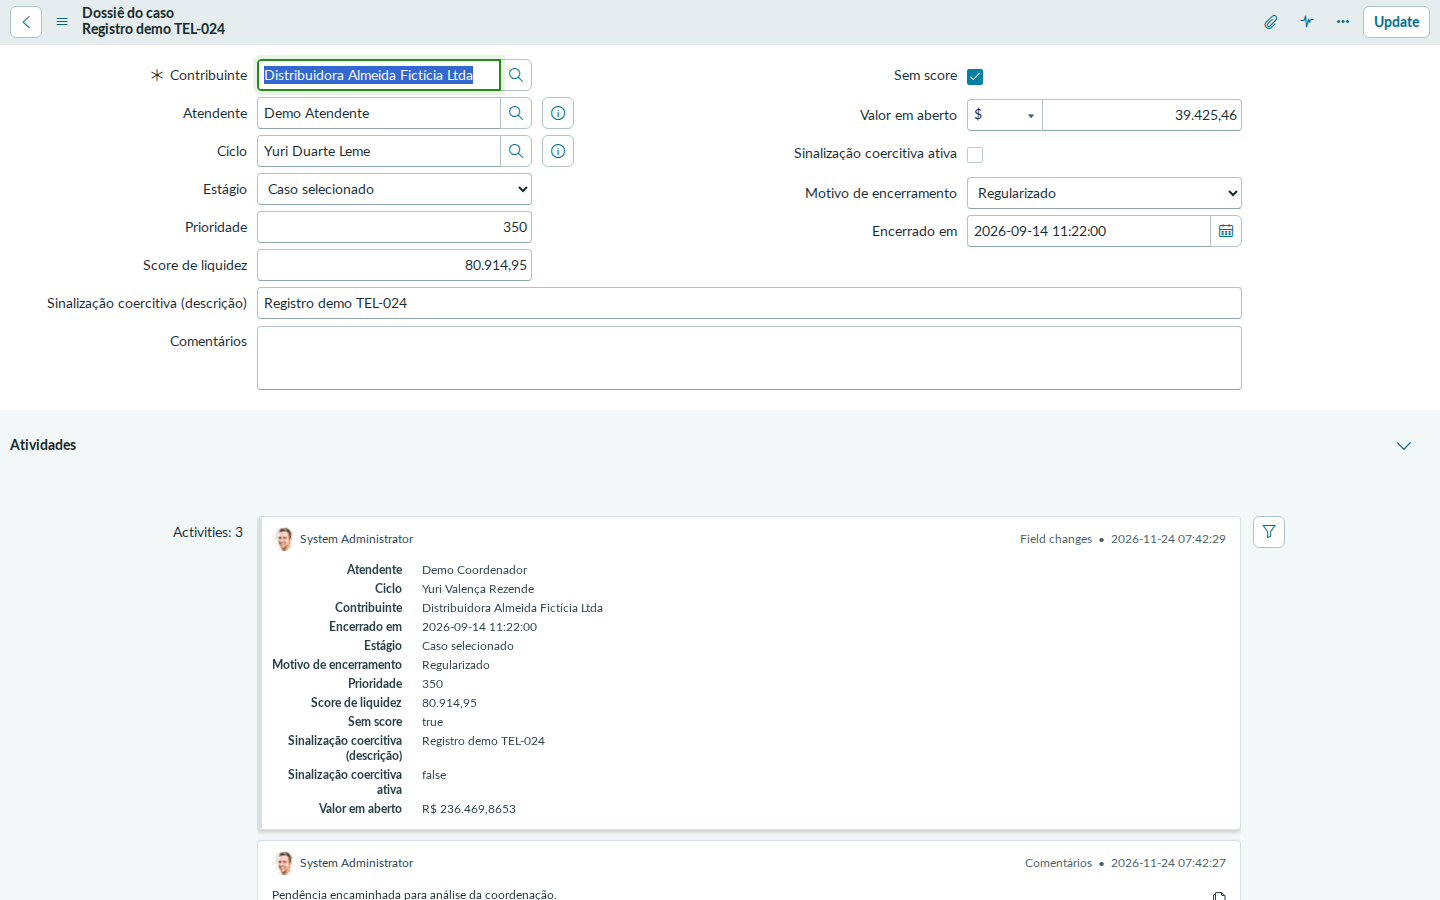 Dossiê do caso
Registro demo TEL-024
Update
Contribuinte
Distribuidora Almeida Fictícia Ltda
Atendente
Demo Atendente
Ciclo
Yuri Duarte Leme
Estágio
Caso selecionado
Prioridade
350
Score de liquidez
80.914,95
Sem score
Valor em aberto
$
39.425,46
Sinalização coercitiva ativa
Motivo de encerramento
Regularizado
Encerrado em
2026-09-14 11:22:00
Sinalização coercitiva (descrição)
Registro demo TEL-024
Comentários
Atividades
Activities: 3
System Administrator
Field changes • 2026-11-24 07:42:29
Atendente Demo Coordenador
Ciclo Yuri Valença Rezende
Contribuinte Distribuidora Almeida Fictícia Ltda
Encerrado em 2026-09-14 11:22:00
Estágio Caso selecionado
Motivo de encerramento Regularizado
Prioridade 350
Score de liquidez 80.914,95
Sem score true
Sinalização coercitiva Registro demo TEL-024
(descrição)
Sinalização coercitiva false
ativa
Valor em aberto R$ 236.469,8653
System Administrator
Comentários • 2026-11-24 07:42:27
Pendência encaminhada para análise da coordenação.